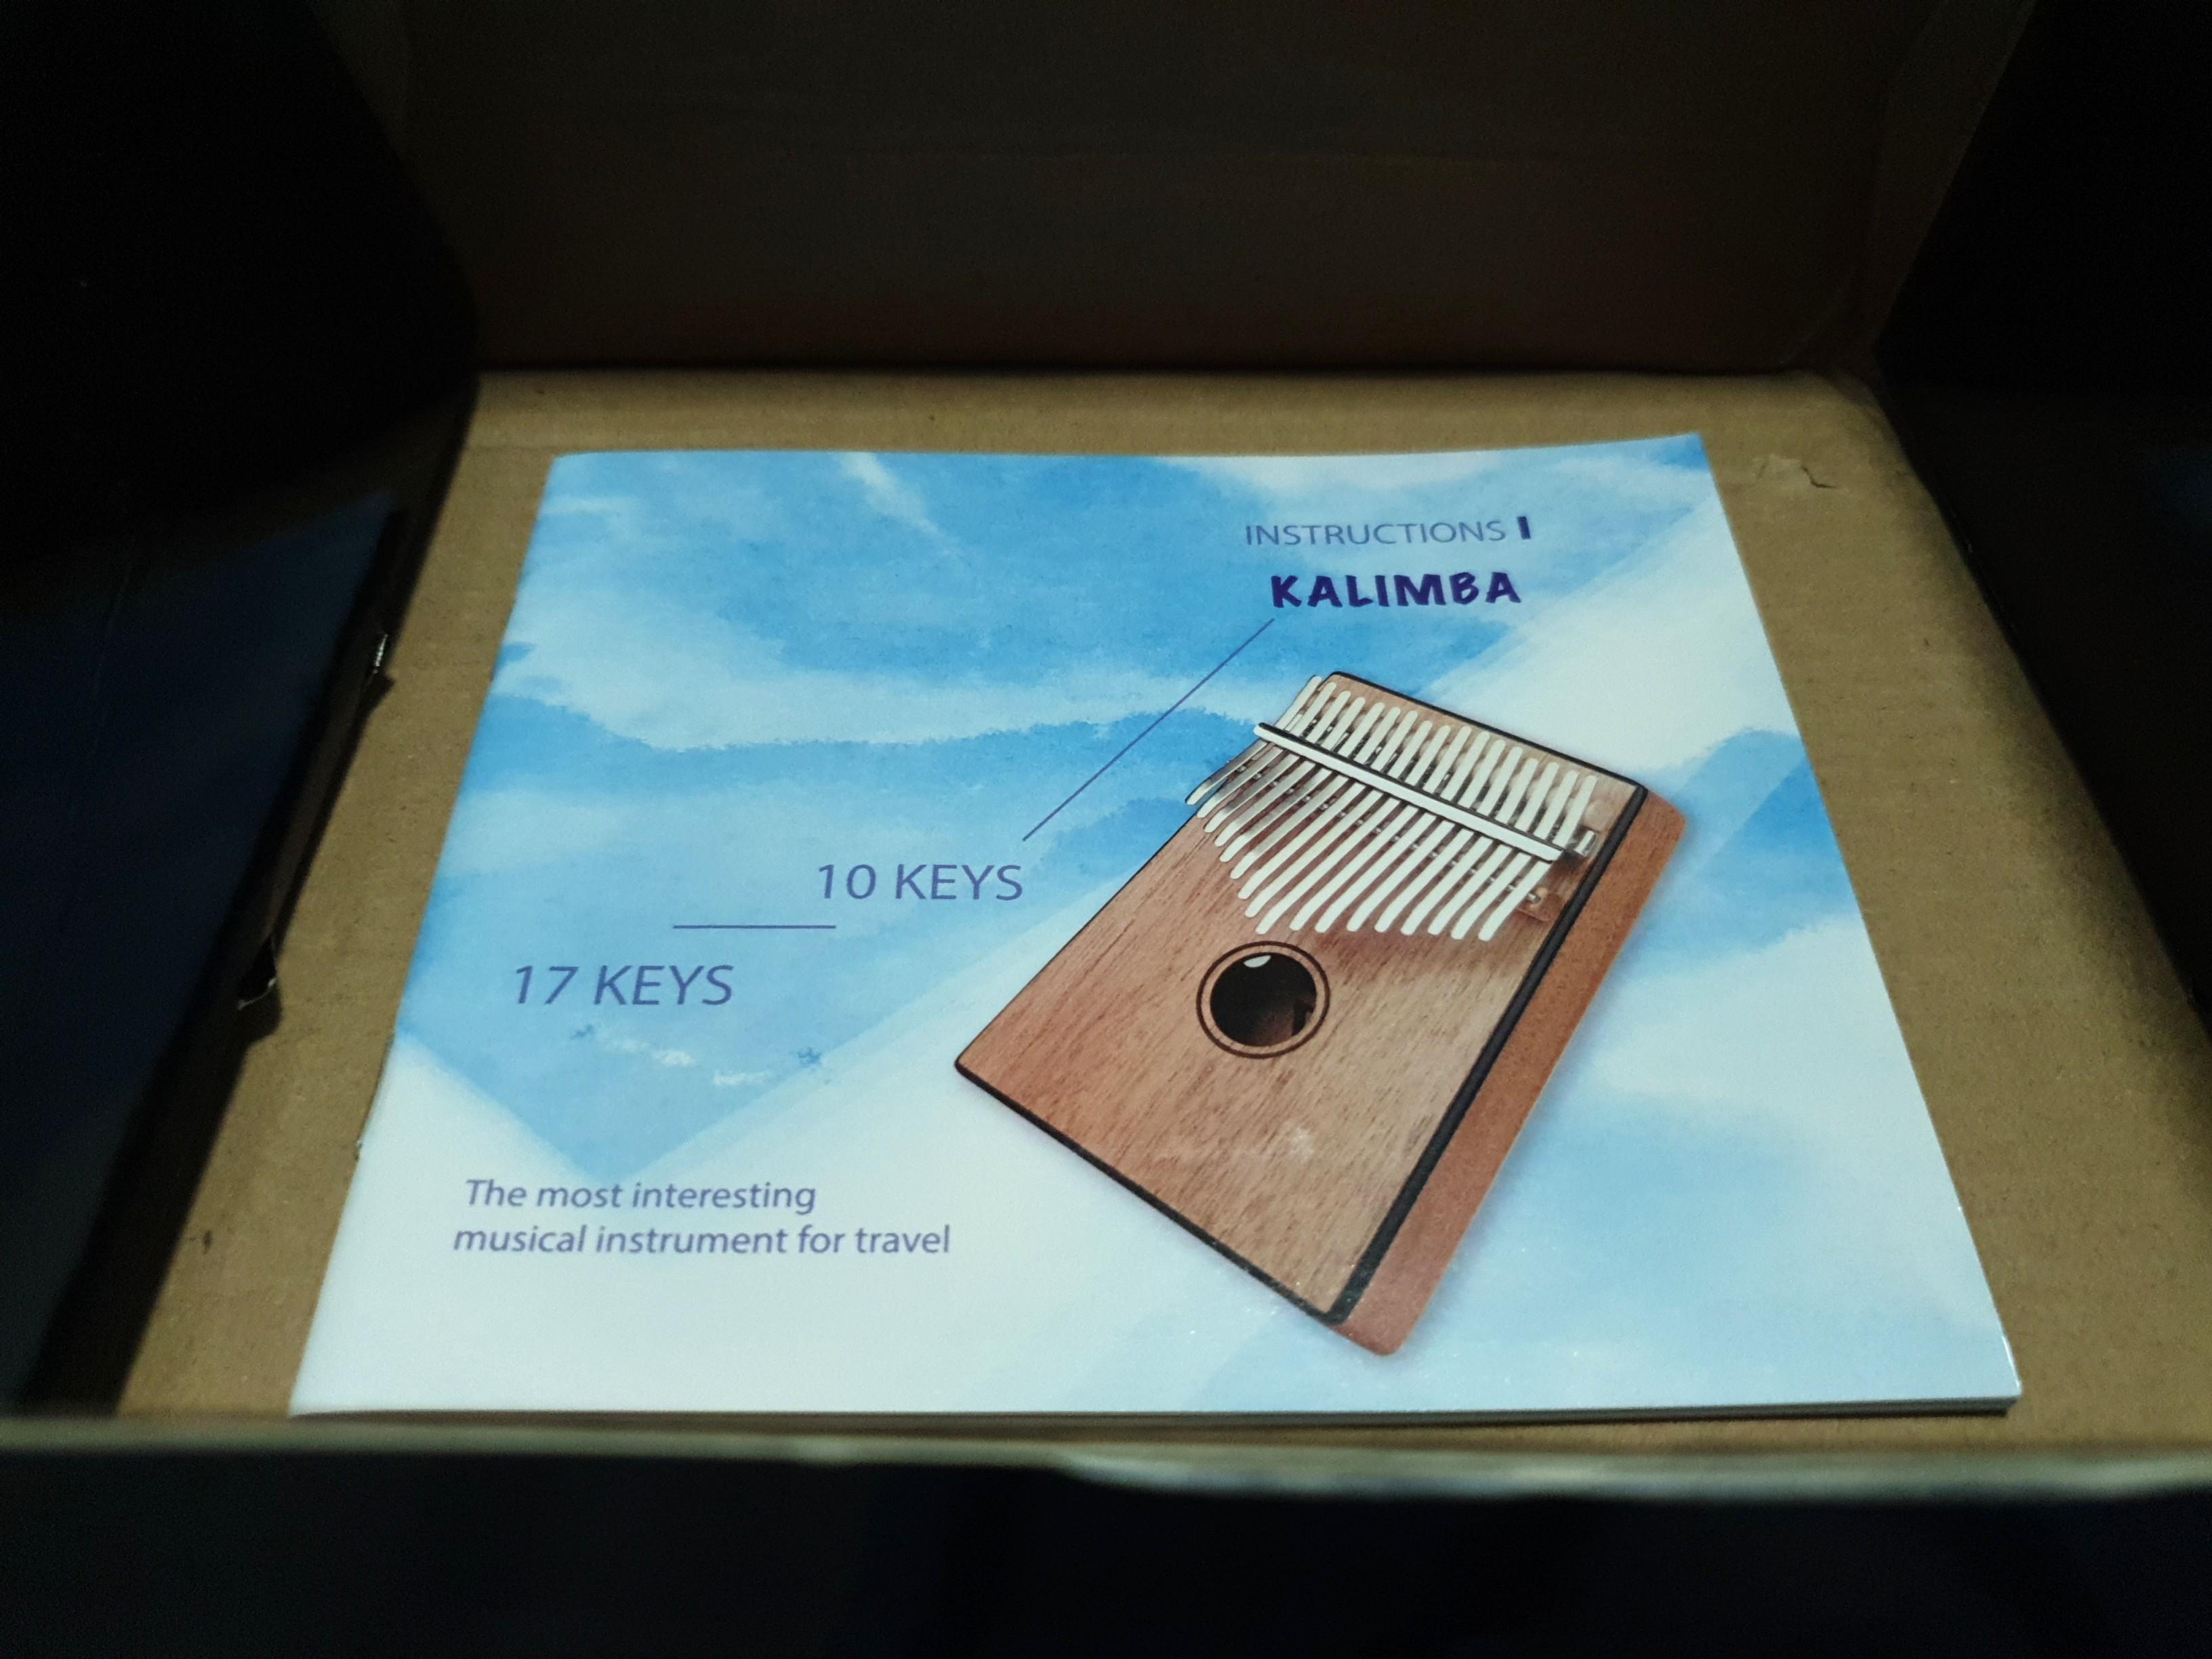 INSTRUCTIONS
KALIMBA
10 KEYS
17 KEYS
The most interesting
musical instrument for travel